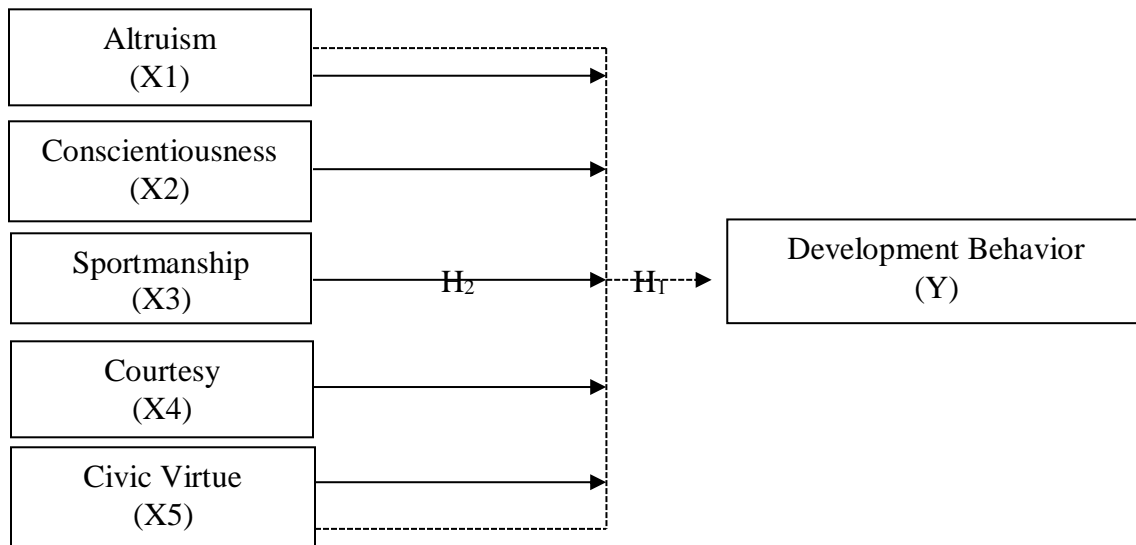 Altruism
(X1)
Conscientiousness
(X2)
Sportmanship
(X3)
H₂
H₁
Development Behavior
(Y)
Courtesy
(X4)
Civic Virtue
(X5)